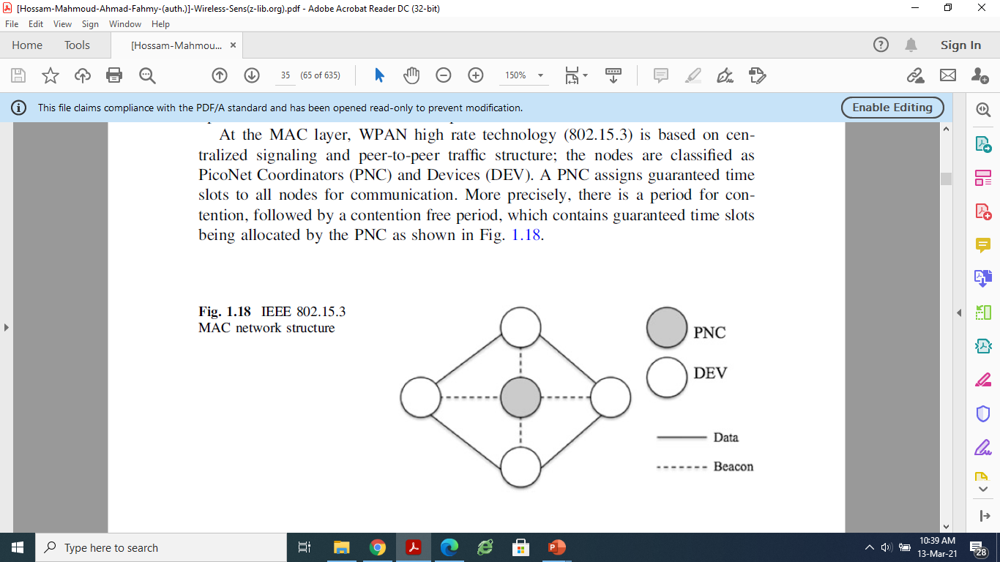 [Hossam-Mahmoud-Ahmad-Fahmy-(auth.)]-Wireless-Sens(z-lib.org).pdf - Adobe Acrobat Reader DC (32-bit)
File Edit View Sign Window Help
Home Tools [Hossam-Mahmou... × Sign In
35 (65 of 635) 150%
This file claims compliance with the PDF/A standard and has been opened read-only to prevent modification. Enable Editing
At the MAC layer, WPAN high rate technology (802.15.3) is based on cen-
tralized signaling and peer-to-peer traffic structure; the nodes are classified as
PicoNet Coordinators (PNC) and Devices (DEV). A PNC assigns guaranteed time
slots to all nodes for communication. More precisely, there is a period for con-
tention, followed by a contention free period, which contains guaranteed time slots
being allocated by the PNC as shown in Fig. 1.18.
Fig. 1.18 IEEE 802.15.3
MAC network structure
PNC
DEV
Data
Beacon
Type here to search
10:39 AM
13-Mar-21
28